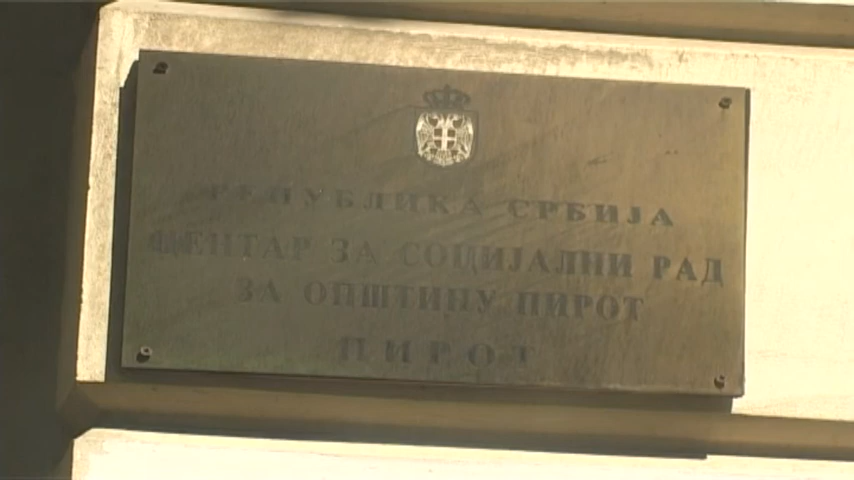 РЕПУБЛИКА СРБИЈА
ЦЕНТАР ЗА СОЦИЈАЛНИ РАД
ЗА ОПШТИНУ ПИРОТ
ПИРОТ